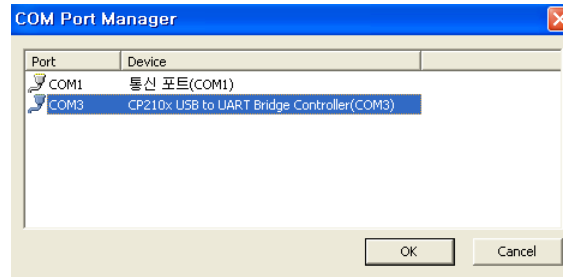 COM Port Manager
Port Device
COM1 통신 포트(COM1)
COM3 CP210x USB to UART Bridge Controller(COM3)
OK Cancel